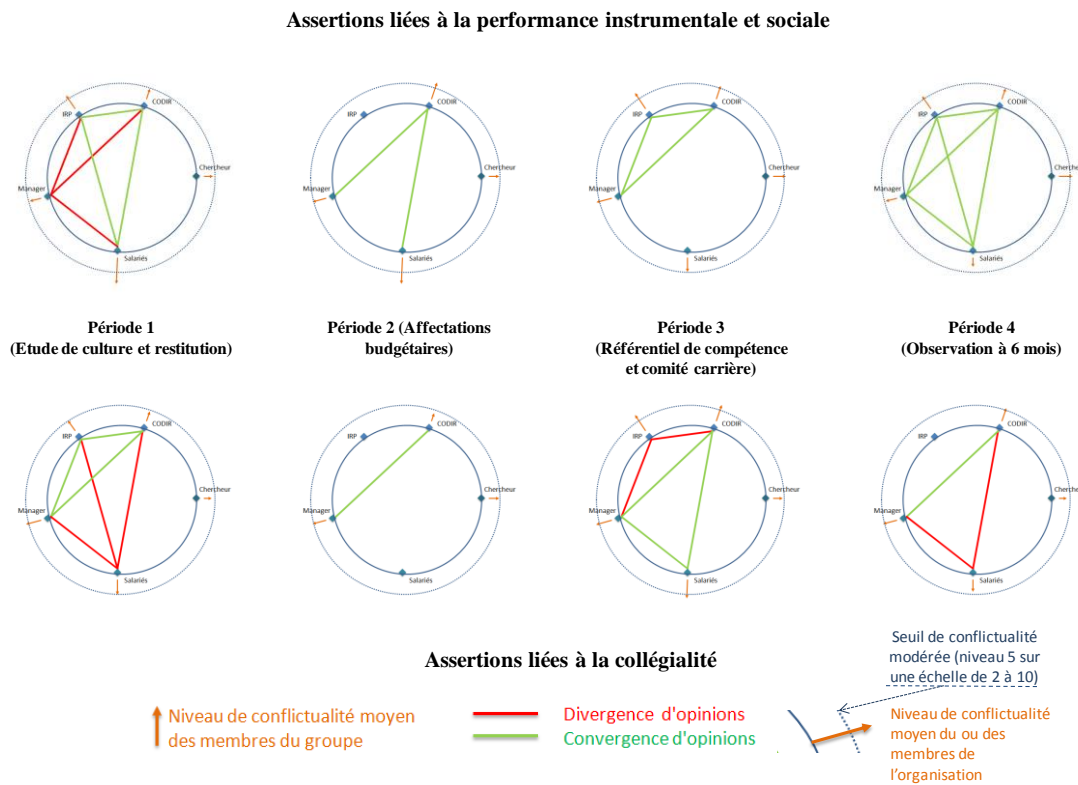 Assertions liées à la performance instrumentale et sociale
IRP
CODIR
Chercheur
Manager
Salariés
IRP
CODIR
Chercheur
Manager
Salariés
IRP
CODIR
Chercheur
Manager
Salariés
IRP
CODIR
Cherche
Manager
Salariés
Période 1
(Etude de culture et restitution)
Période 2 (Affectations
budgétaires)
Période 3
(Référentiel de compétence
et comité carrière)
Période 4
(Observation à 6 mois)
IRP
CODIR
Chercheur
Manager
Salariés
IRP
CODIR
Chercheur
Manager
Salariés
IRP
CODIR
Chercheur
Manager
Salariés
IRP
CODIR
Cherche
Manager
Salariés
Assertions liées à la collégialité
Seuil de conflictualité
modérée (niveau 5 sur
une échelle de 2 à 10)
Niveau de conflictualité moyen
des membres du groupe
Divergence d'opinions
Convergence d'opinions
Niveau de conflictualité
moyen du ou des
membres de
l’organisation